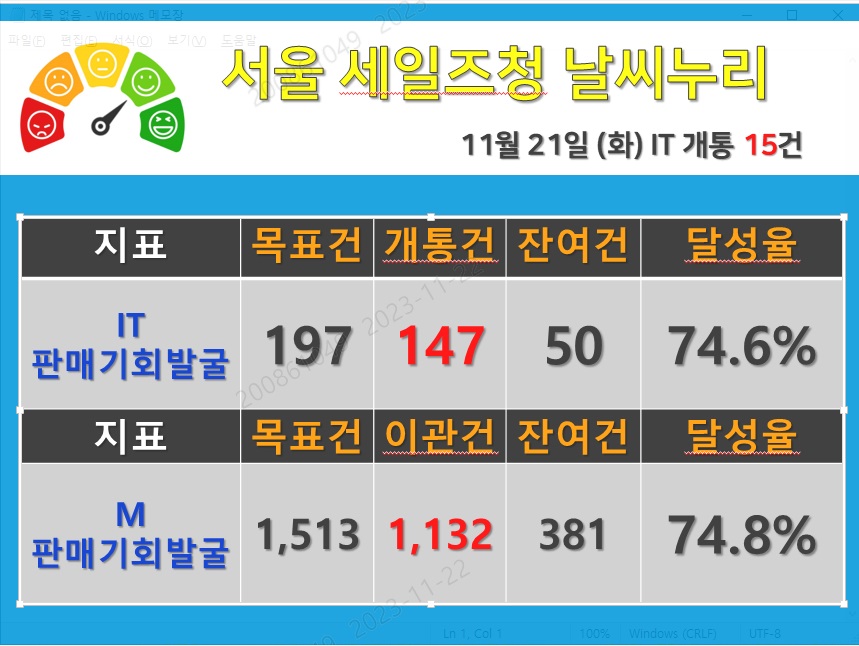 제목 없음 - Windows 메모장
파일(F) 편집(E) 서식(O) 보기(V) 도움말
서울 세일즈청 날씨누리
11월 21일 (화) IT 개통 15건
지표 목표건 개통건 잔여건 달성율
IT
판매기회발굴 197 147 50 74.6%
지표 목표건 이관건 잔여건 달성율
M
판매기회발굴 1,513 1,132 381 74.8%
2023-11-22
2023-11-22
Ln 1, Col 1 100% Windows (CRLF) UTF-8